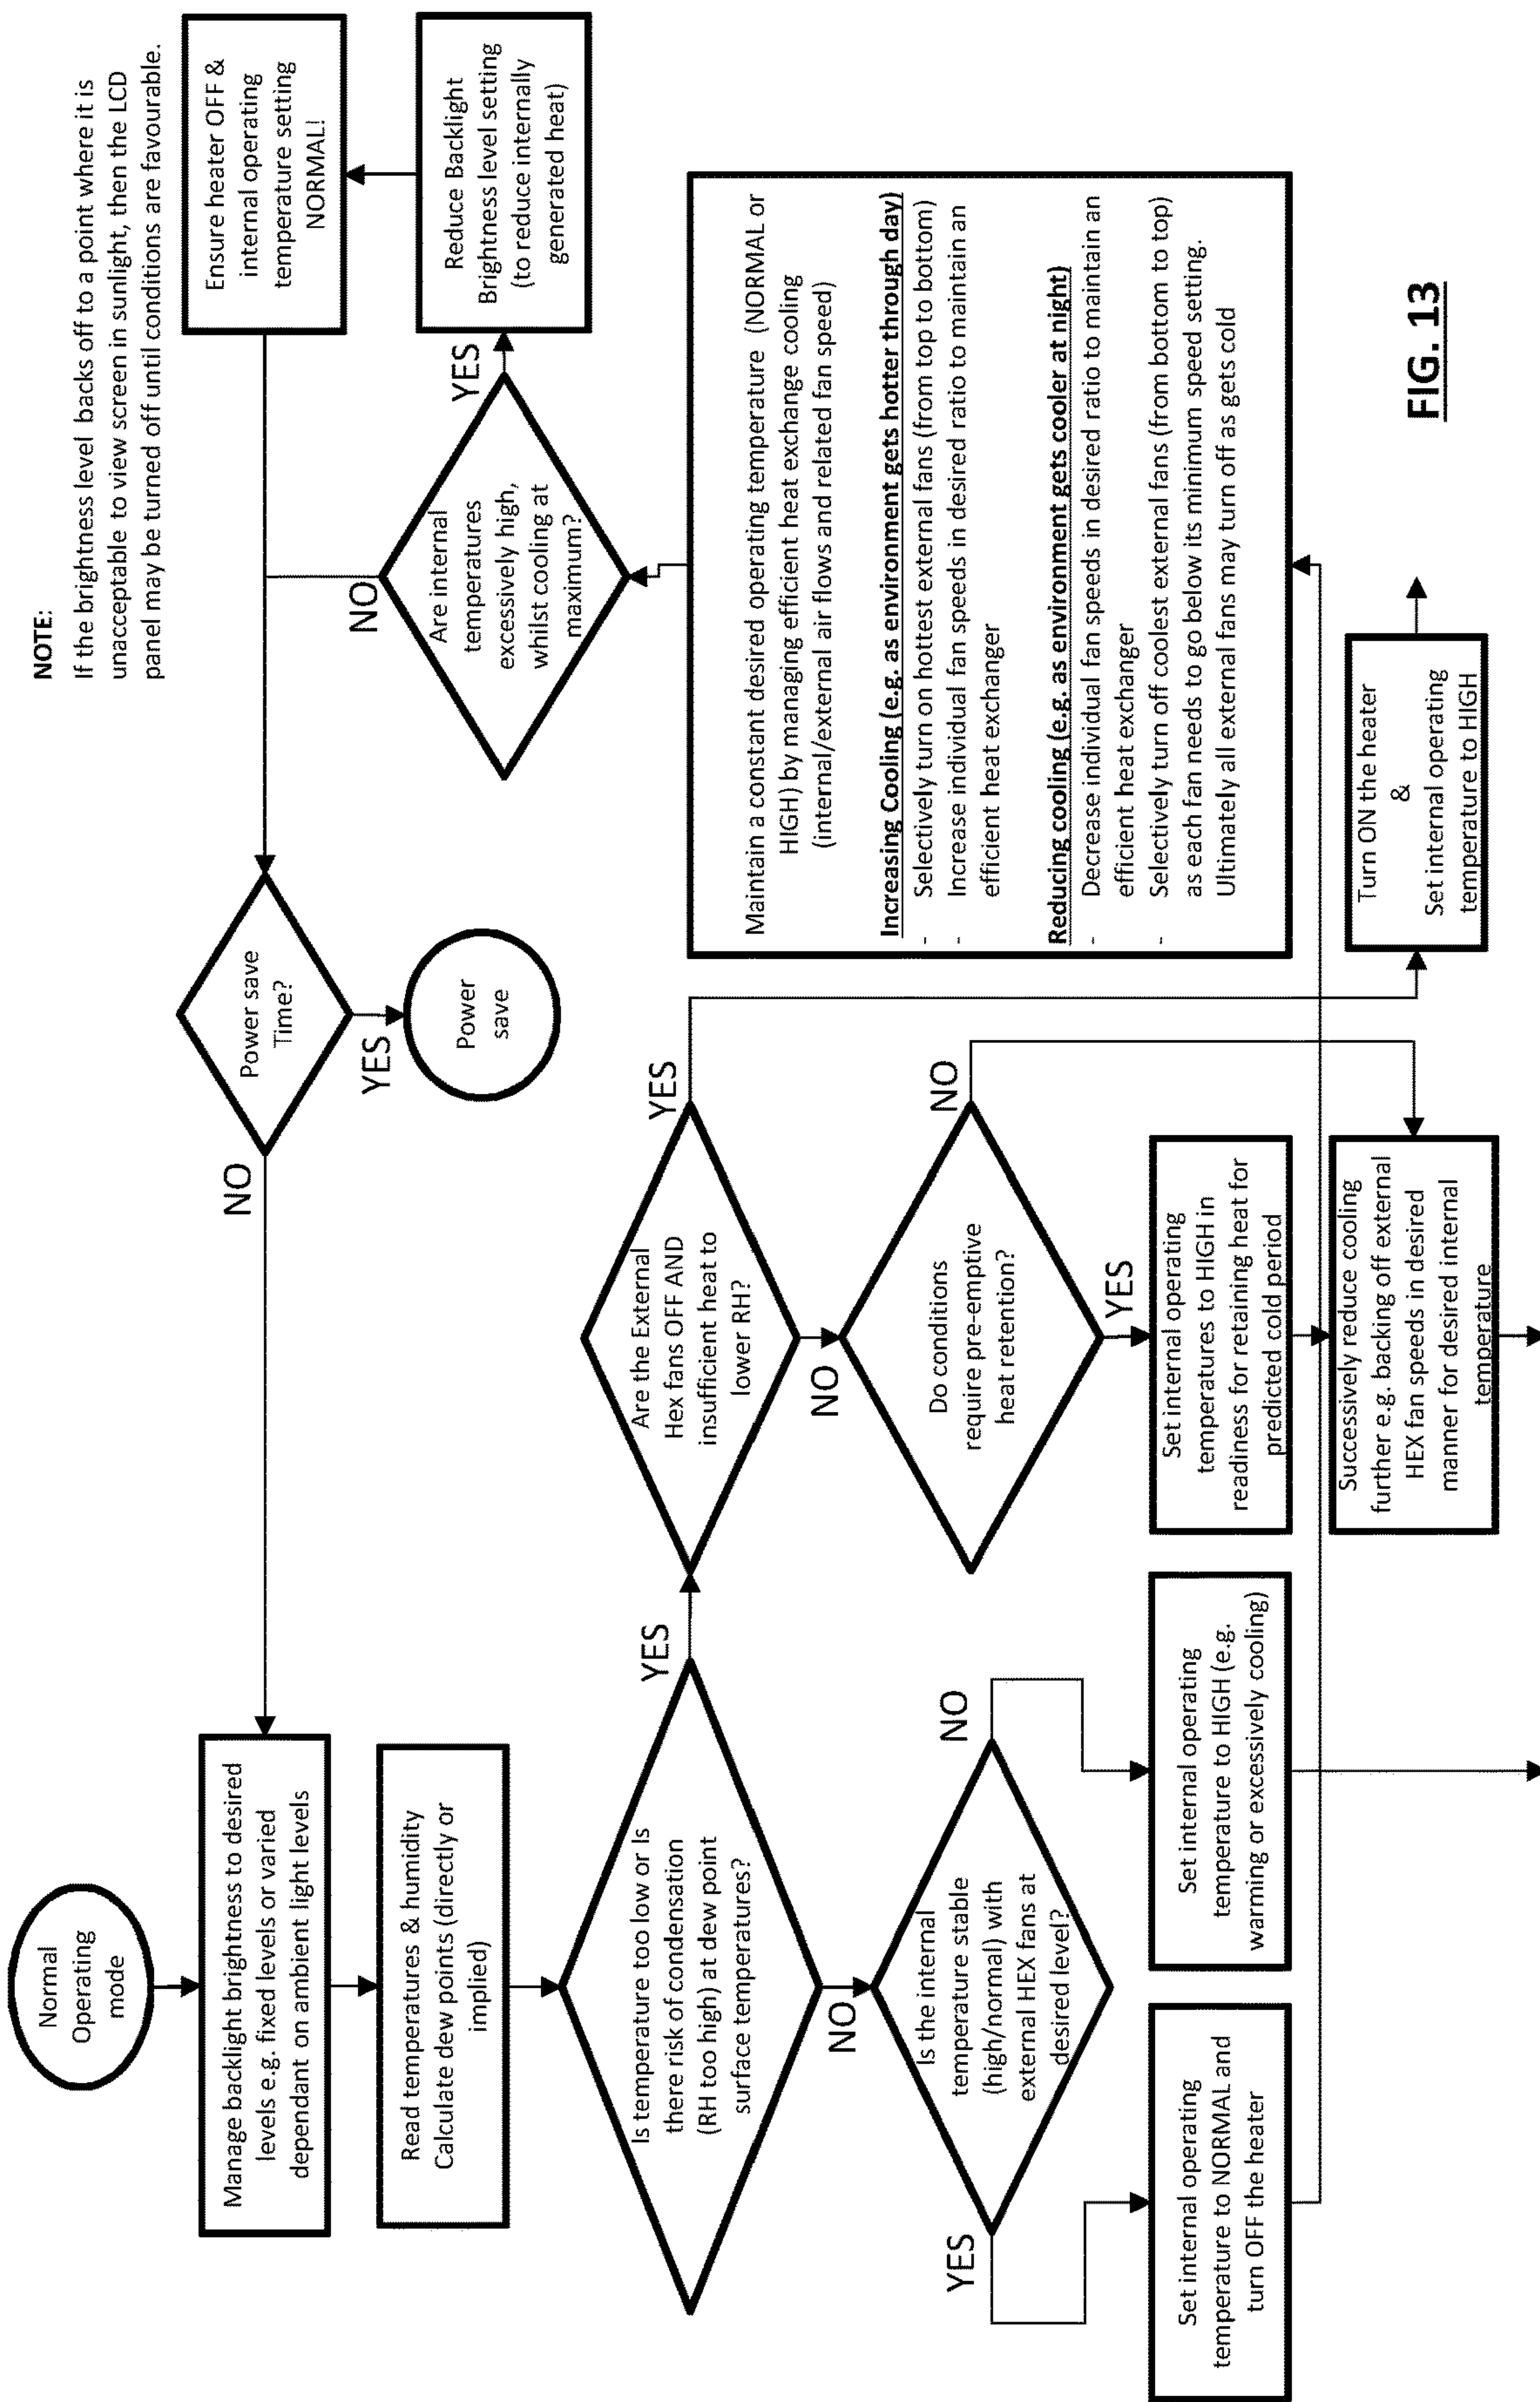 Normal
Operating
mode
Manage backlight brightness to desired
levels e.g. fixed levels or varied
dependant on ambient light levels
Read temperatures & humidity
Calculate dew points (directly or
implied)
Is temperature too low or Is
there risk of condensation
(RH too high) at dew point
surface temperatures?
YES
NO
Is the internal
temperature stable
(high/normal) with
external HEX fans at
desired level?
YES
NO
Set internal operating
temperature to NORMAL and
turn OFF the heater
Set internal operating
temperature to HIGH (e.g.
warming or excessively cooling)
Are the External
Hex fans OFF AND
insufficient heat to
lower RH?
YES
NO
Do conditions
require pre-emptive
heat retention?
NO
YES
Set internal operating
temperatures to HIGH in
readiness for retaining heat for
predicted cold period
Successively reduce cooling
further e.g. backing off external
HEX fan speeds in desired
manner for desired internal
temperature
NO
Power save
Time?
YES
Power
save
NOTE:
If the brightness level backs off to a point where it is
unacceptable to view screen in sunlight, then the LCD
panel may be turned off until conditions are favourable.
Ensure heater OFF &
internal operating
temperature setting
NORMAL!
Reduce Backlight
Brightness level setting
(to reduce internally
generated heat)
NO
YES
Are internal
temperatures
excessively high,
whilst cooling at
maximum?
Maintain a constant desired operating temperature (NORMAL or
HIGH) by managing efficient heat exchange cooling
(internal/external air flows and related fan speed)
Increasing Cooling (e.g. as environment gets hotter through day)
- Selectively turn on hottest external fans (from top to bottom)
- Increase individual fan speeds in desired ratio to maintain an
efficient heat exchanger
Reducing cooling (e.g. as environment gets cooler at night)
- Decrease individual fan speeds in desired ratio to maintain an
efficient heat exchanger
- Selectively turn off coolest external fans (from bottom to top)
as each fan needs to go below its minimum speed setting.
Ultimately all external fans may turn off as gets cold
Turn ON the heater
&
Set internal operating
temperature to HIGH
FIG. 13